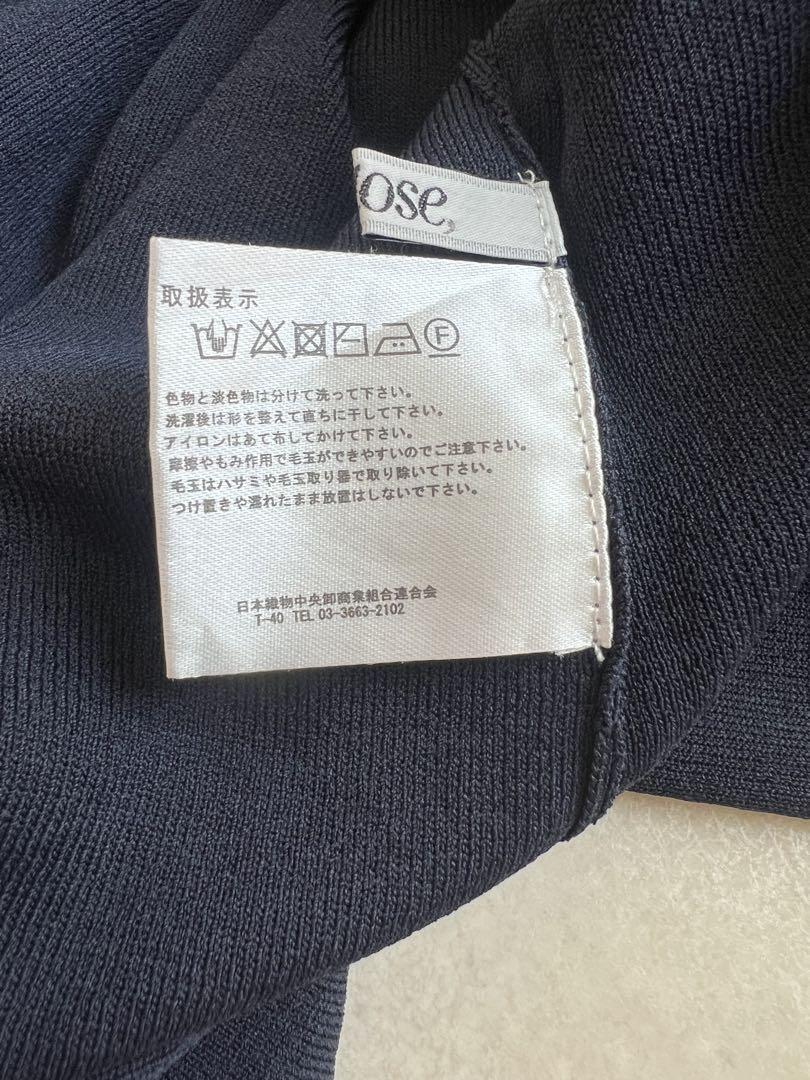 ose,
取扱表示
F
色物と淡色物は分けて洗って下さい。
洗濯後は形を整えて直ちに干して下さい。
アイロンはあて布してかけて下さい。
摩擦やもみ作用で毛玉ができやすいのでご注意下さい。
毛玉はハサミや毛玉取り器で取り除いて下さい。
つけ置きや濡れたまま放置はしないで下さい。
日本織物中央卸商業組合連合会
T-40 TEL 03-3663-2102